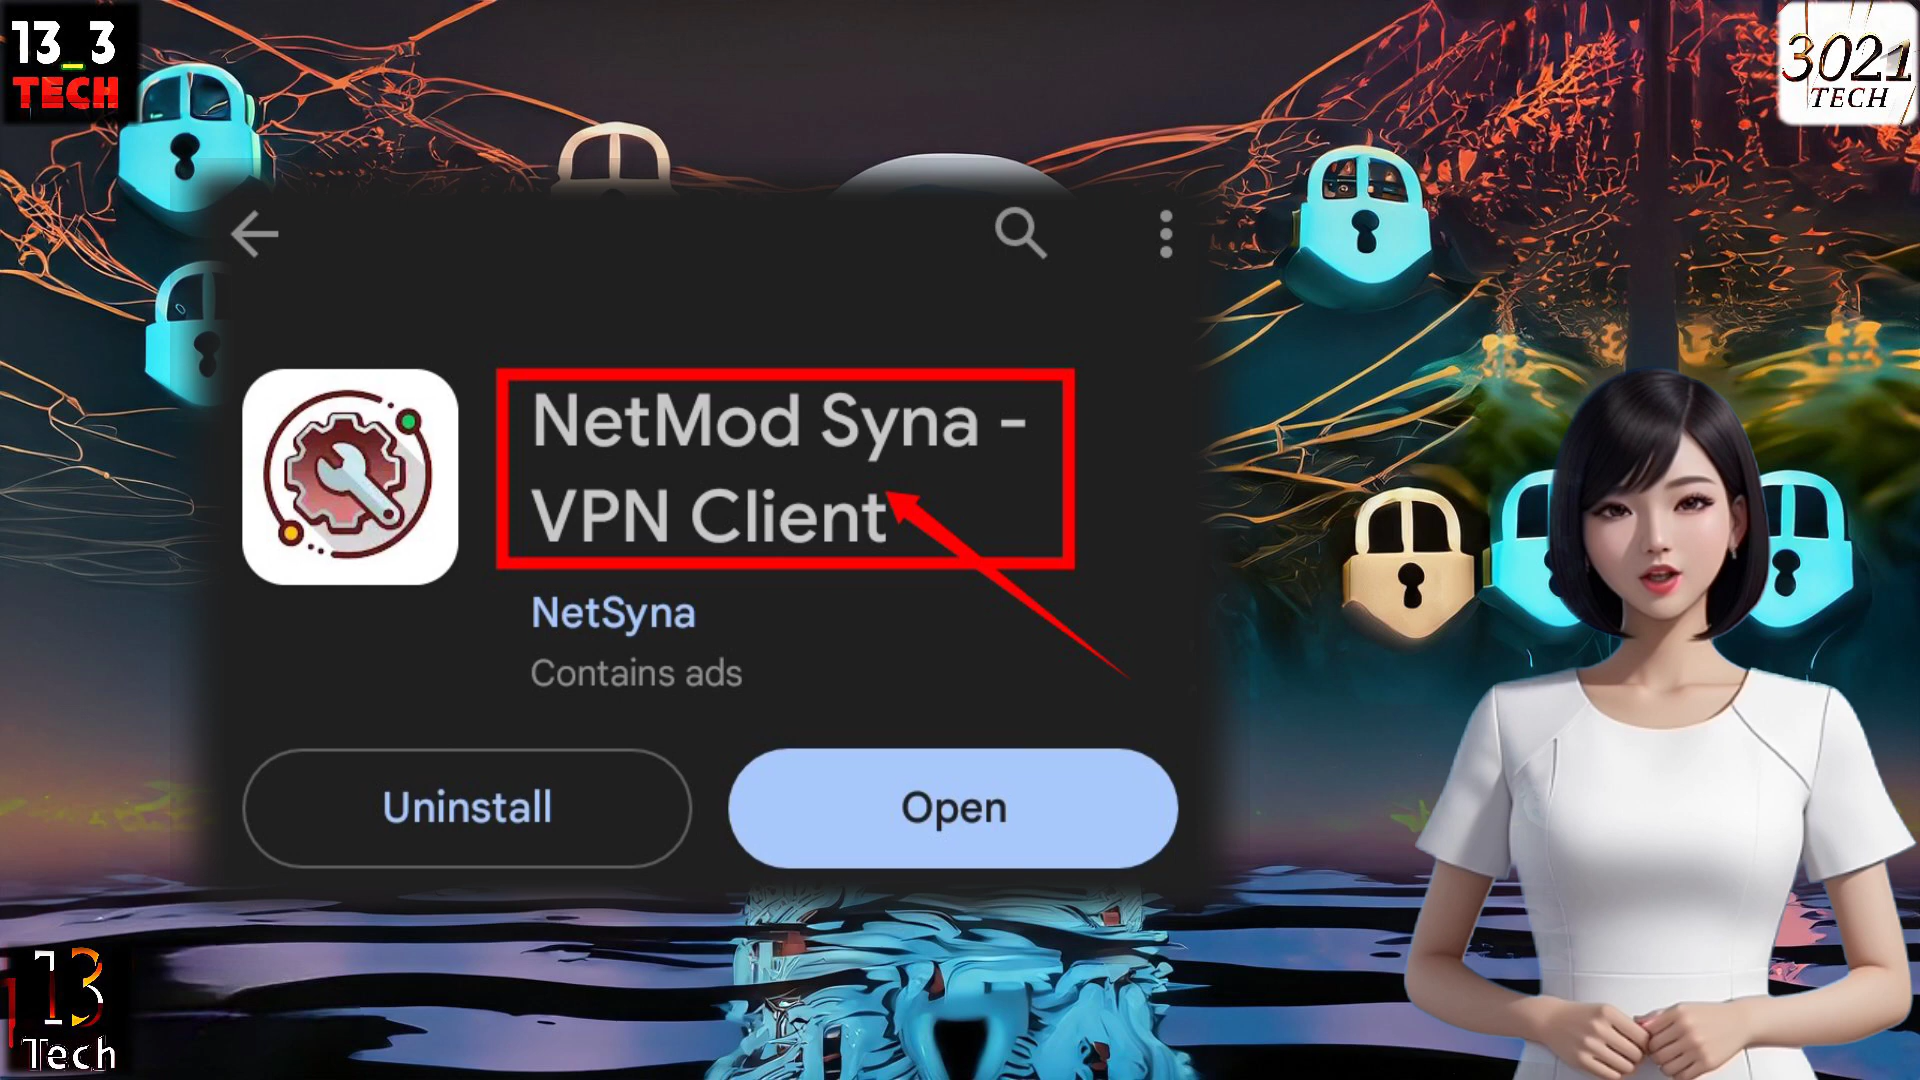 13_3
TECH
3021
TECH
NetMod Syna -
VPN Client
NetSyna
Contains ads
Uninstall
Open
13
Tech